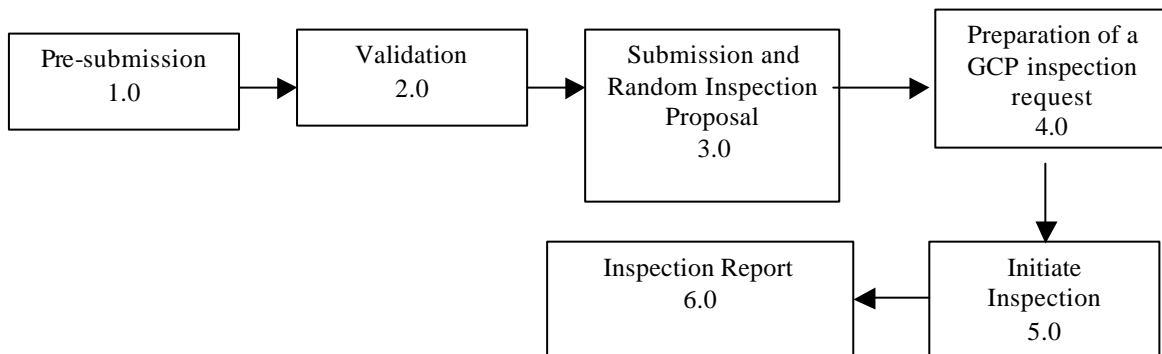 Pre-submission
1.0
Validation
2.0
Submission and
Random Inspection
Proposal
3.0
Preparation of a
GCP inspection
request
4.0
Initiate
Inspection
5.0
Inspection Report
6.0